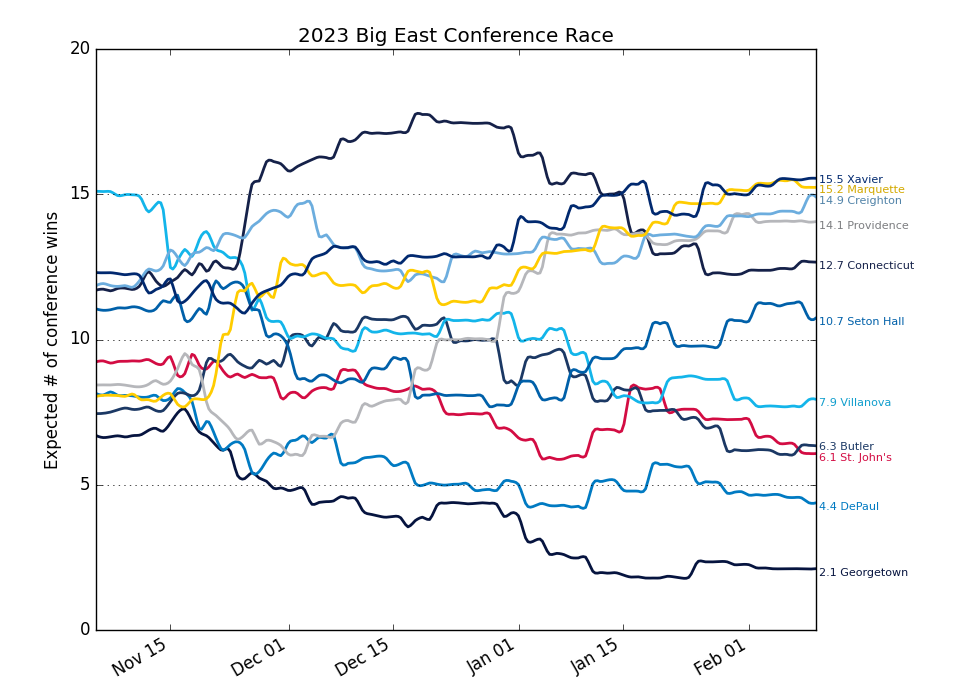 2023 Big East Conference Race
Expected # of conference wins
20
15
10
5
0
15.5 Xavier
15.2 Marquette
14.9 Creighton
14.1 Providence
12.7 Connecticut
10.7 Seton Hall
7.9 Villanova
6.3 Butler
6.1 St. John's
4.4 DePaul
2.1 Georgetown
Nov 15
Dec 01
Dec 15
Jan 01
Jan 15
Feb 01